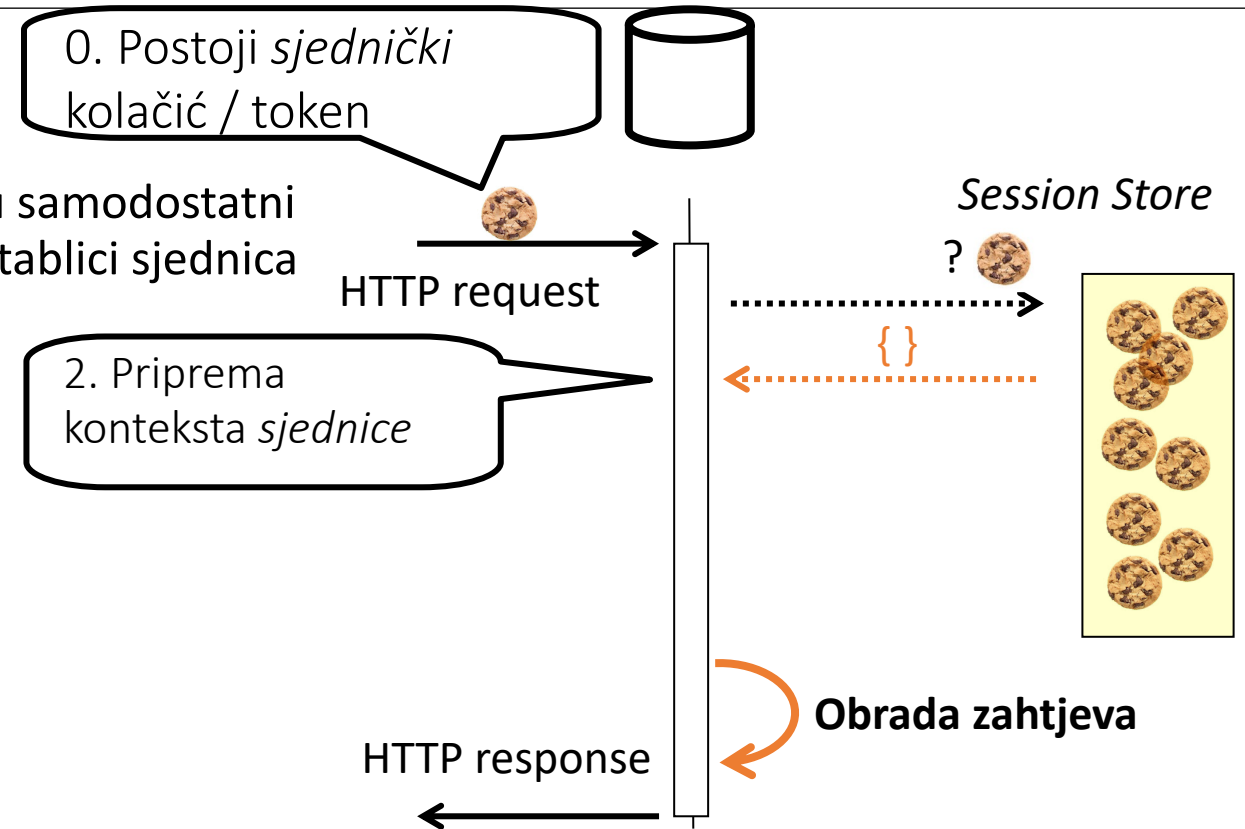 0. Postoji sjednički
kolačić / token
samodostatni
tablici sjednica
HTTP request
Session Store
?
{ }
2. Priprema
konteksta sjednice
Obrada zahtjeva
HTTP response